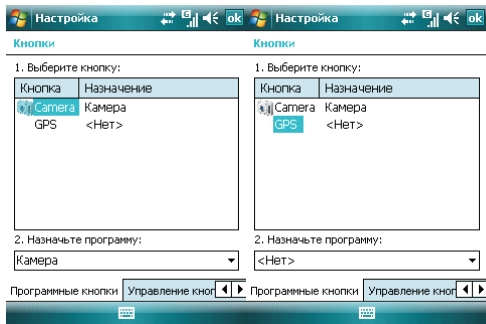 Настройка ok
Кнопки
1. Выберите кнопку:
Кнопка Назначение
Camera Камера
GPS <Нет>
2. Назначьте программу:
Камера
Программные кнопки Управление кноп
Настройка ok
Кнопки
1. Выберите кнопку:
Кнопка Назначение
Camera Камера
GPS <Нет>
2. Назначьте программу:
<Нет>
Программные кнопки Управление кноп